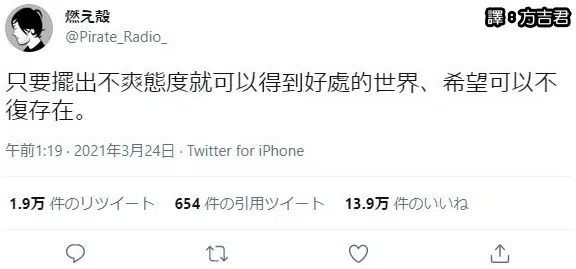 燃え殻
譯8方吉君
@Pirate_Radio_
只要擺出不爽態度就可以得到好處的世界、希望可以不
復存在。
午前1:19 · 2021年3月24日 · Twitter for iPhone
1.9万 件のリツイート 654 件の引用ツイート 13.9万 件のいいね